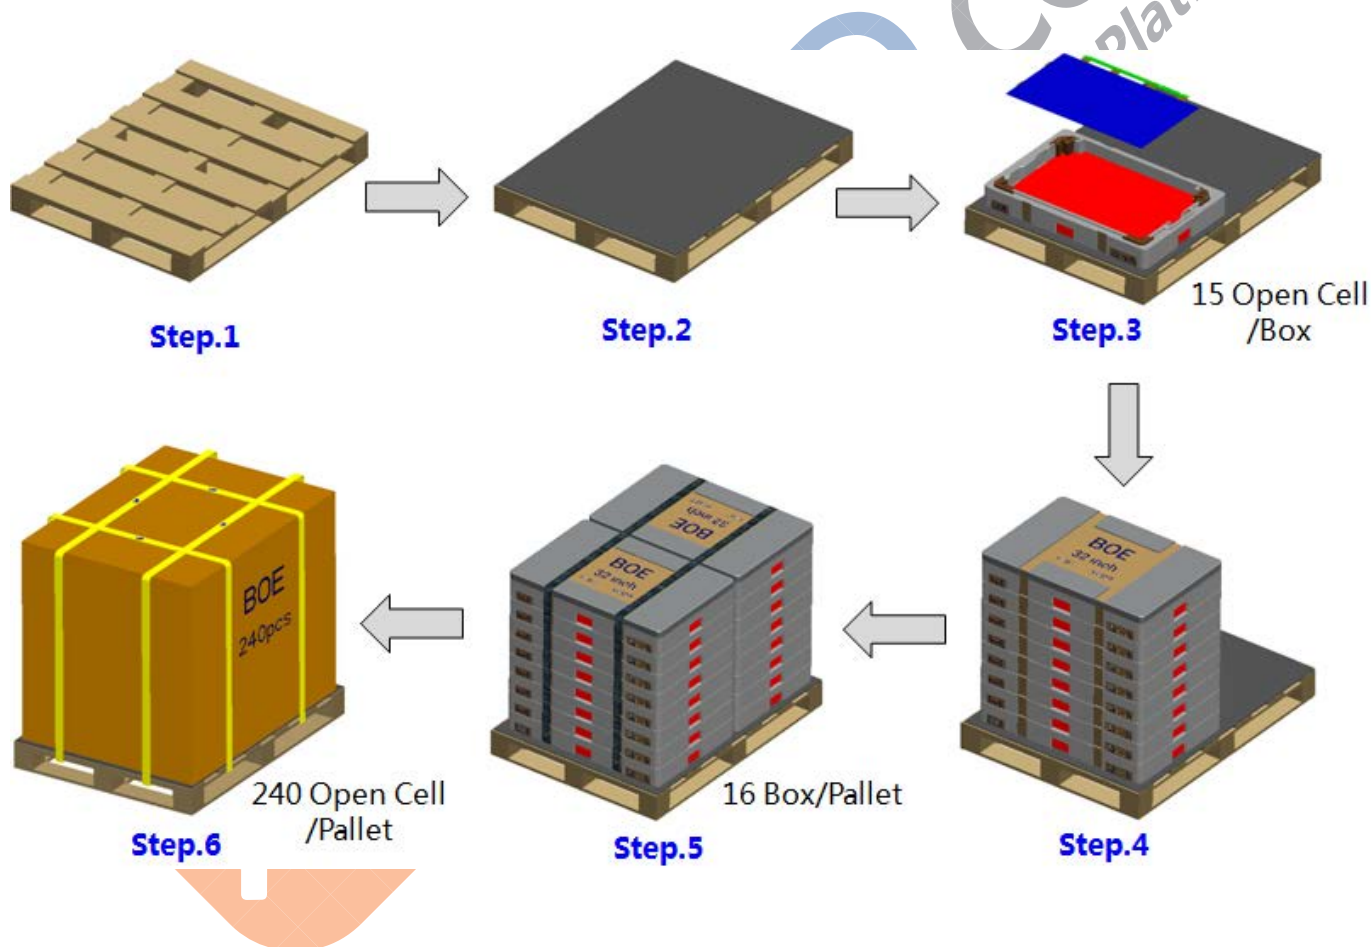 Plat
Step.1
Step.2
15 Open Cell
/Box
Step.3
BOE
32 inch
Step.4
BOE
32 inch
BOE
32 inch
16 Box/Pallet
Step.5
BOE
240pcs
240 Open Cell
/Pallet
Step.6